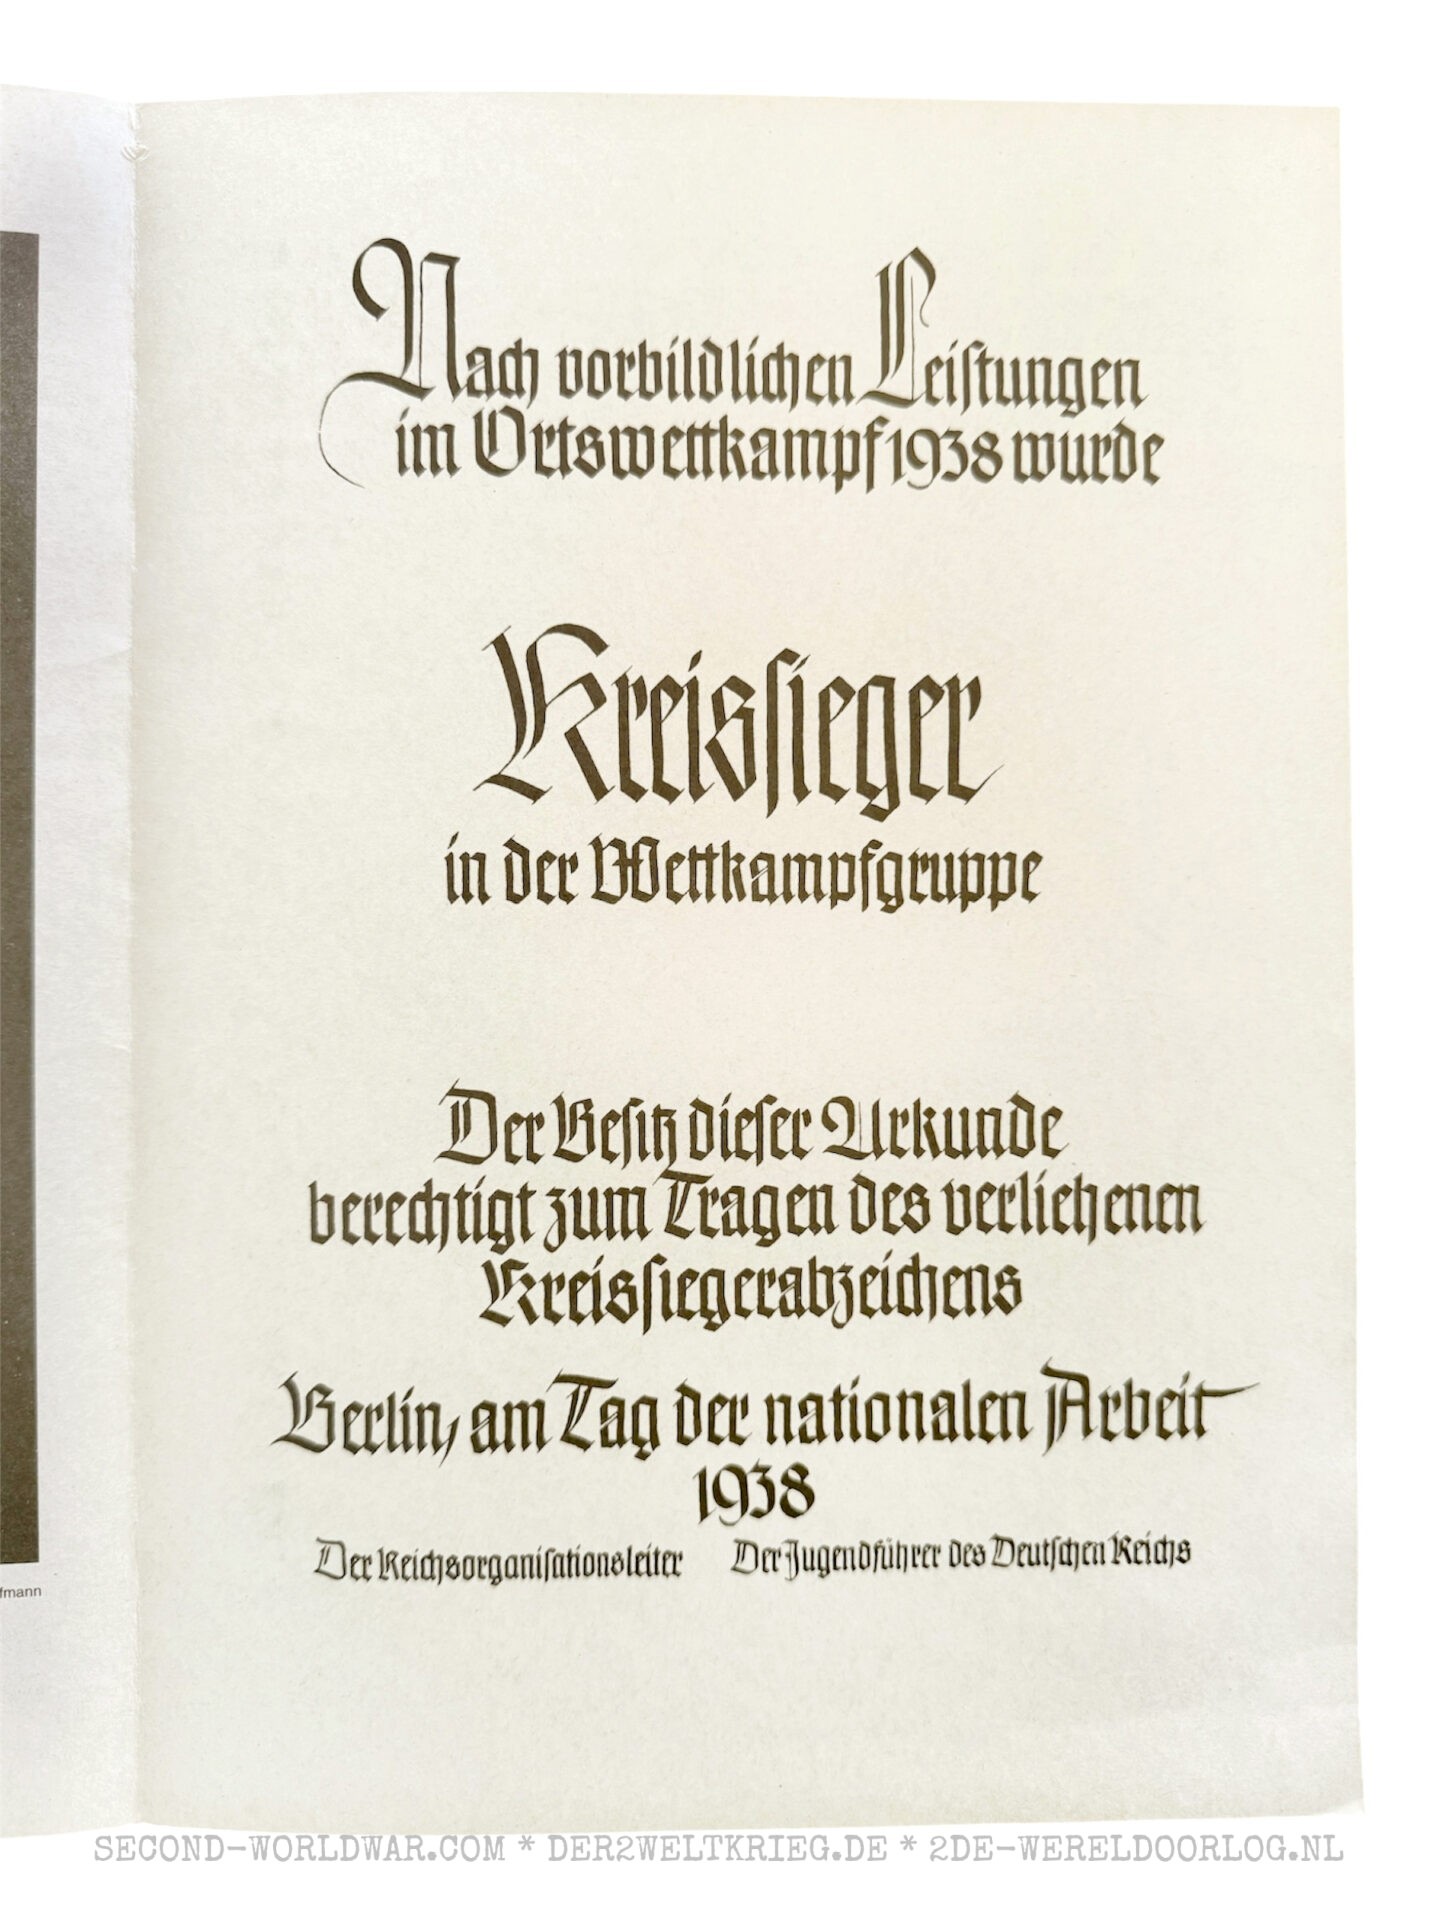 Nach vorbildlichen Leistungen
im Ortswettkampf 1938 wurde
Kreissieger
in der Wettkampfgruppe
Der Besitz dieser Urkunde
berechtigt zum Tragen des verliehenen
Kreissiegerabzeichens
Berlin, am Tag der nationalen Arbeit
1938
Der Reichsorganisationsleiter Der Jugendführer des Deutschen Reichs
fmann
SECOND-WORLDWAR.COM * DER2WELTKRIEG.DE * 2DE-WERELDOORLOG.NL